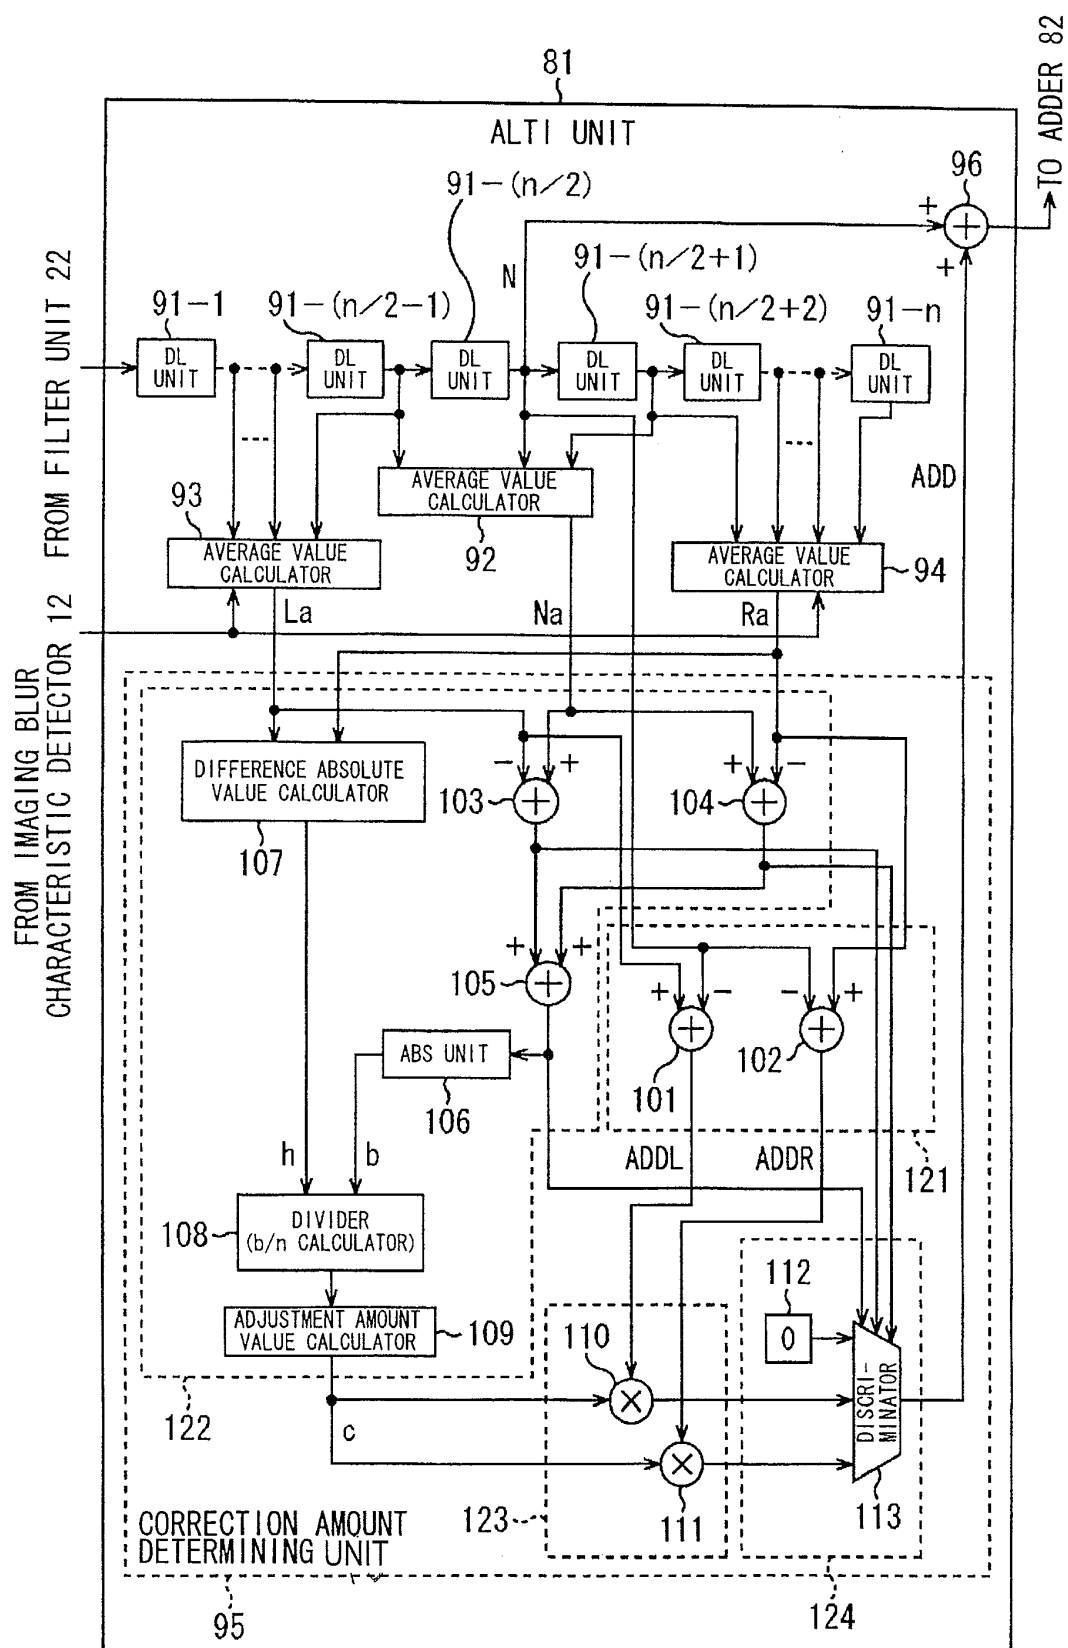 81
ALTI UNIT
TO ADDER 82
96
+
+
+
91-(n/2)
N
91-(n/2+1)
91-1
91-(n/2-1)
91-(n/2+2)
91-n
FROM FILTER UNIT 22
DL
UNIT
DL
UNIT
DL
UNIT
DL
UNIT
DL
UNIT
DL
UNIT
ADD
93
AVERAGE VALUE
CALCULATOR
92
AVERAGE VALUE
CALCULATOR
AVERAGE VALUE
CALCULATOR
94
La
Na
Ra
FROM IMAGING BLUR
CHARACTERISTIC DETECTOR 12
DIFFERENCE ABSOLUTE
VALUE CALCULATOR
107
- +
103 +
+ -
104 +
+ +
105 +
+ -
101 +
- +
102 +
ABS UNIT
106
121
h
b
ADDL
ADDR
108
DIVIDER
(b/n CALCULATOR)
112
0
ADJUSTMENT AMOUNT
VALUE CALCULATOR
109
110
×
DISCRI-
MINATOR
122
c
×
111
113
123
CORRECTION AMOUNT
DETERMINING UNIT
95
124